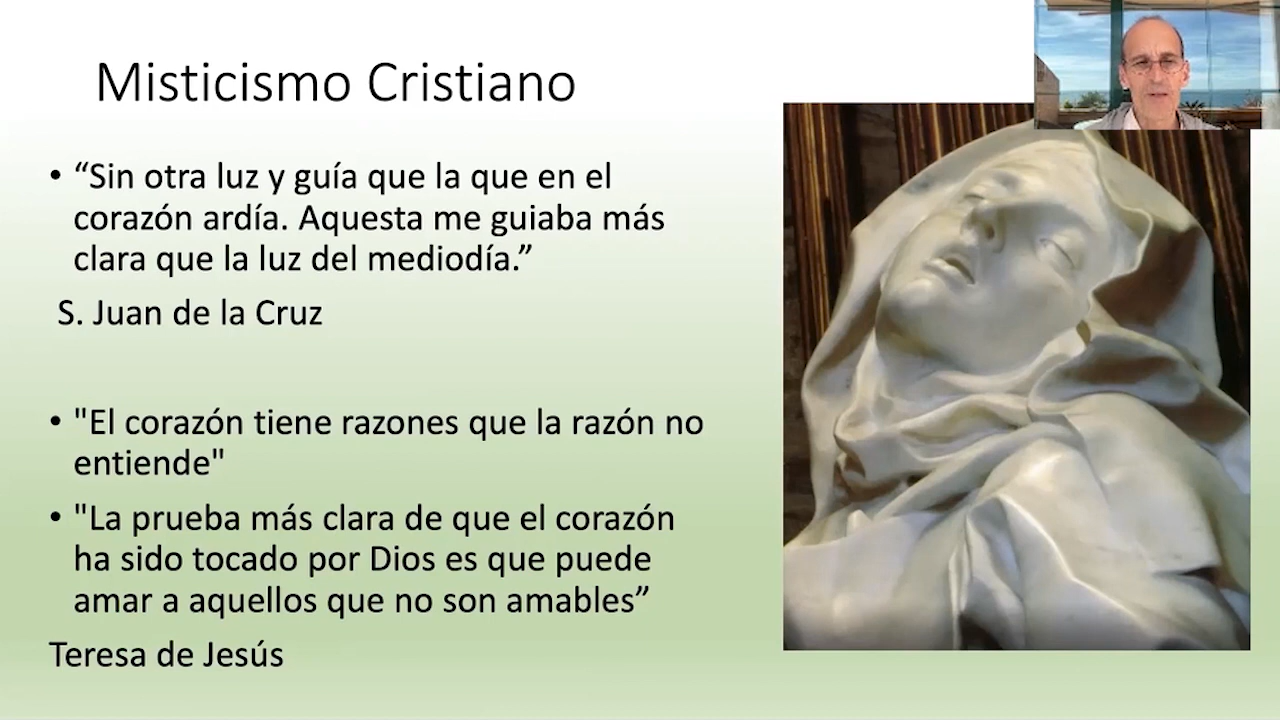 Misticismo Cristiano
• “Sin otra luz y guía que la que en el
corazón ardía. Aquesta me guiaba más
clara que la luz del mediodía.”
S. Juan de la Cruz
• "El corazón tiene razones que la razón no
entiende"
• "La prueba más clara de que el corazón
ha sido tocado por Dios es que puede
amar a aquellos que no son amables”
Teresa de Jesús